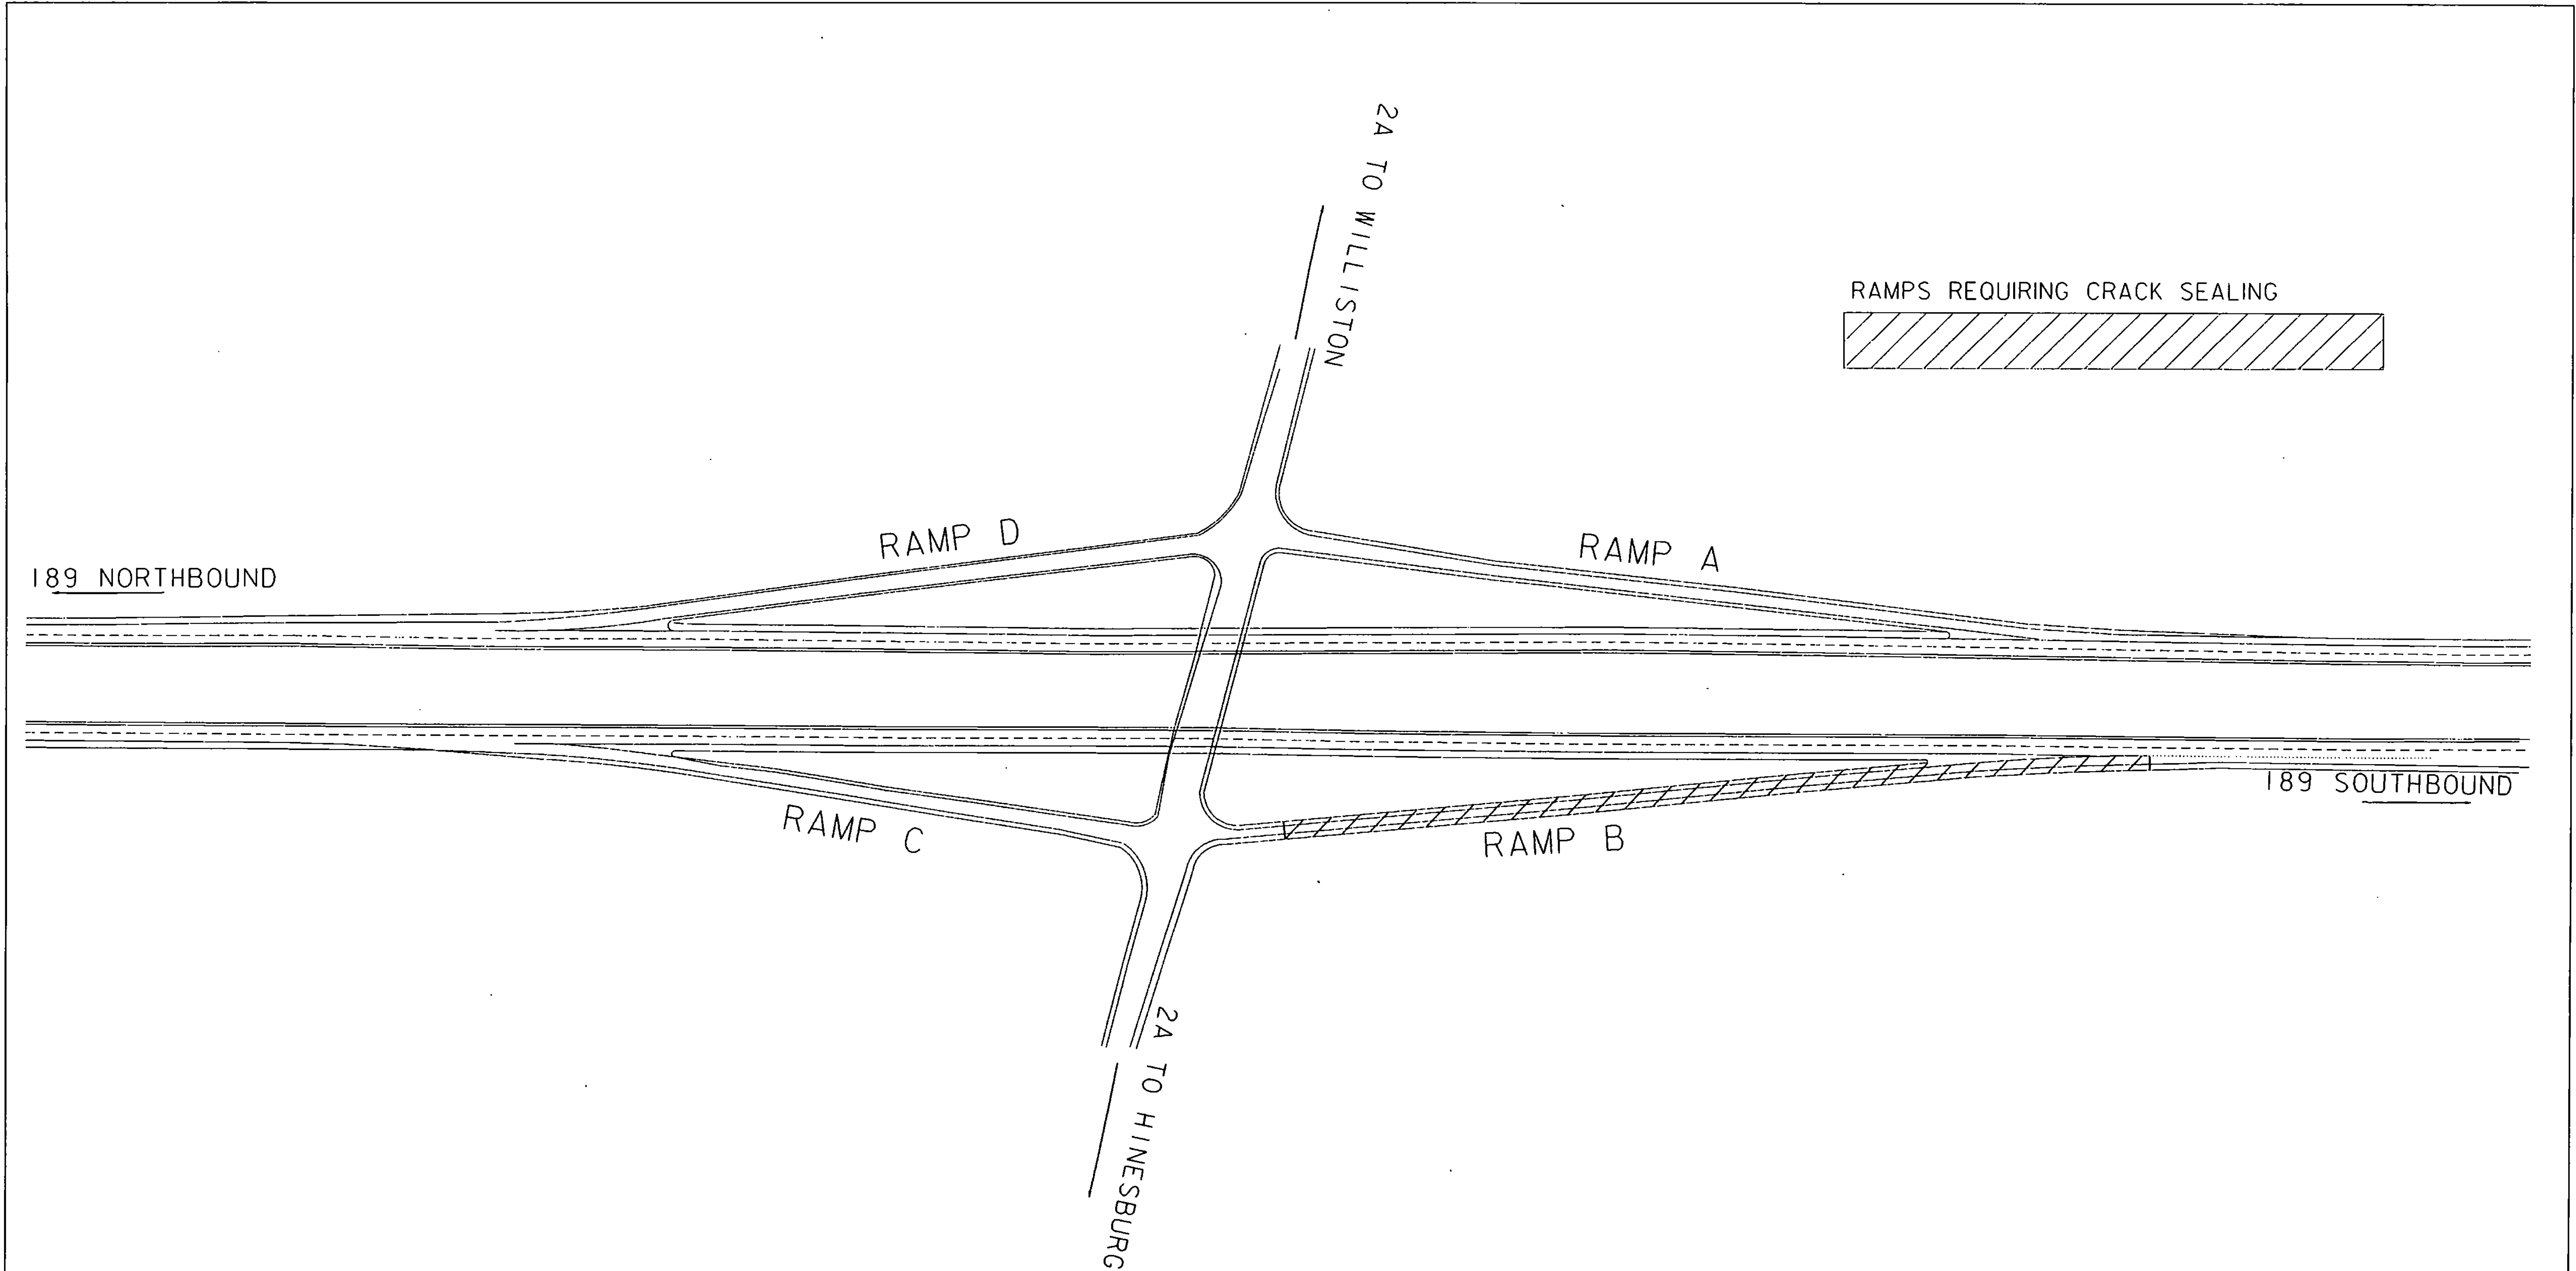 2A TO WILLISTON
RAMPS REQUIRING CRACK SEALING
RAMP D
RAMP A
I89 NORTHBOUND
I89 SOUTHBOUND
RAMP C
RAMP B
2A TO HINESBURG